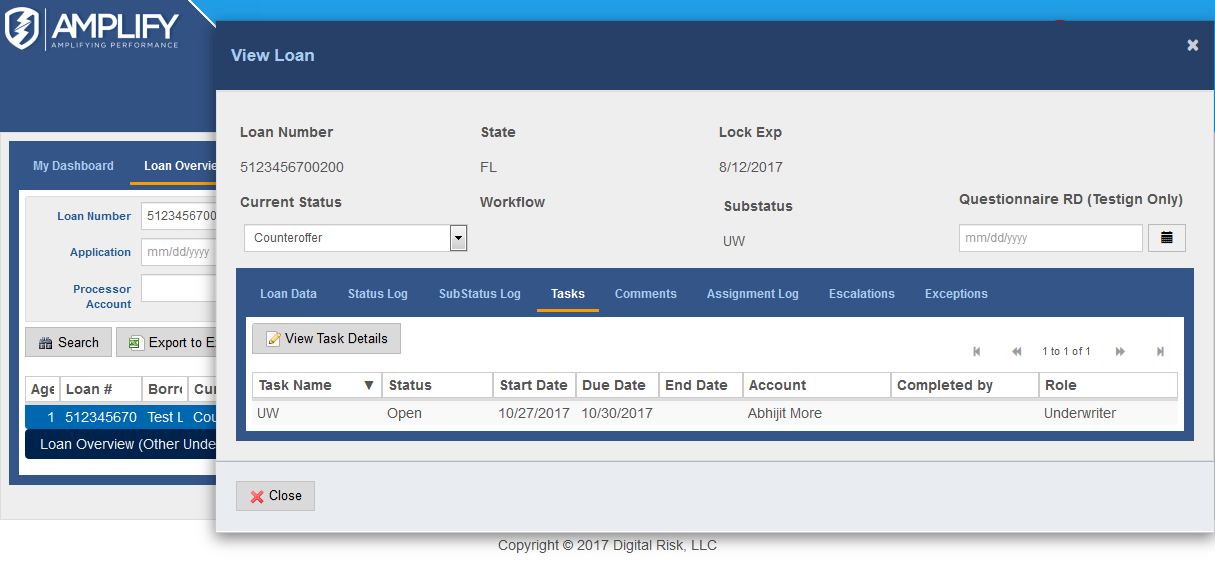 AMPLIFY
AMPLIFYING PERFORMANCE
View Loan
Loan Number State Lock Exp
5123456700200 FL 8/12/2017
Current Status Workflow Substatus Questionnaire RD (Testign Only)
Counteroffer UW mm/dd/yyyy
My Dashboard Loan Overvie
Loan Number 5123456700
Application mm/dd/yyyy
Processor
Account
Search Export to E
Age Loan # Borro Cu
1 512345670 Test L Cou
Loan Overview (Other Unde
Loan Data Status Log SubStatus Log Tasks Comments Assignment Log Escalations Exceptions
View Task Details
1 to 1 of 1
Task Name Status Start Date Due Date End Date Account Completed by Role
UW Open 10/27/2017 10/30/2017 Abhijit More Underwriter
Close
Copyright © 2017 Digital Risk, LLC